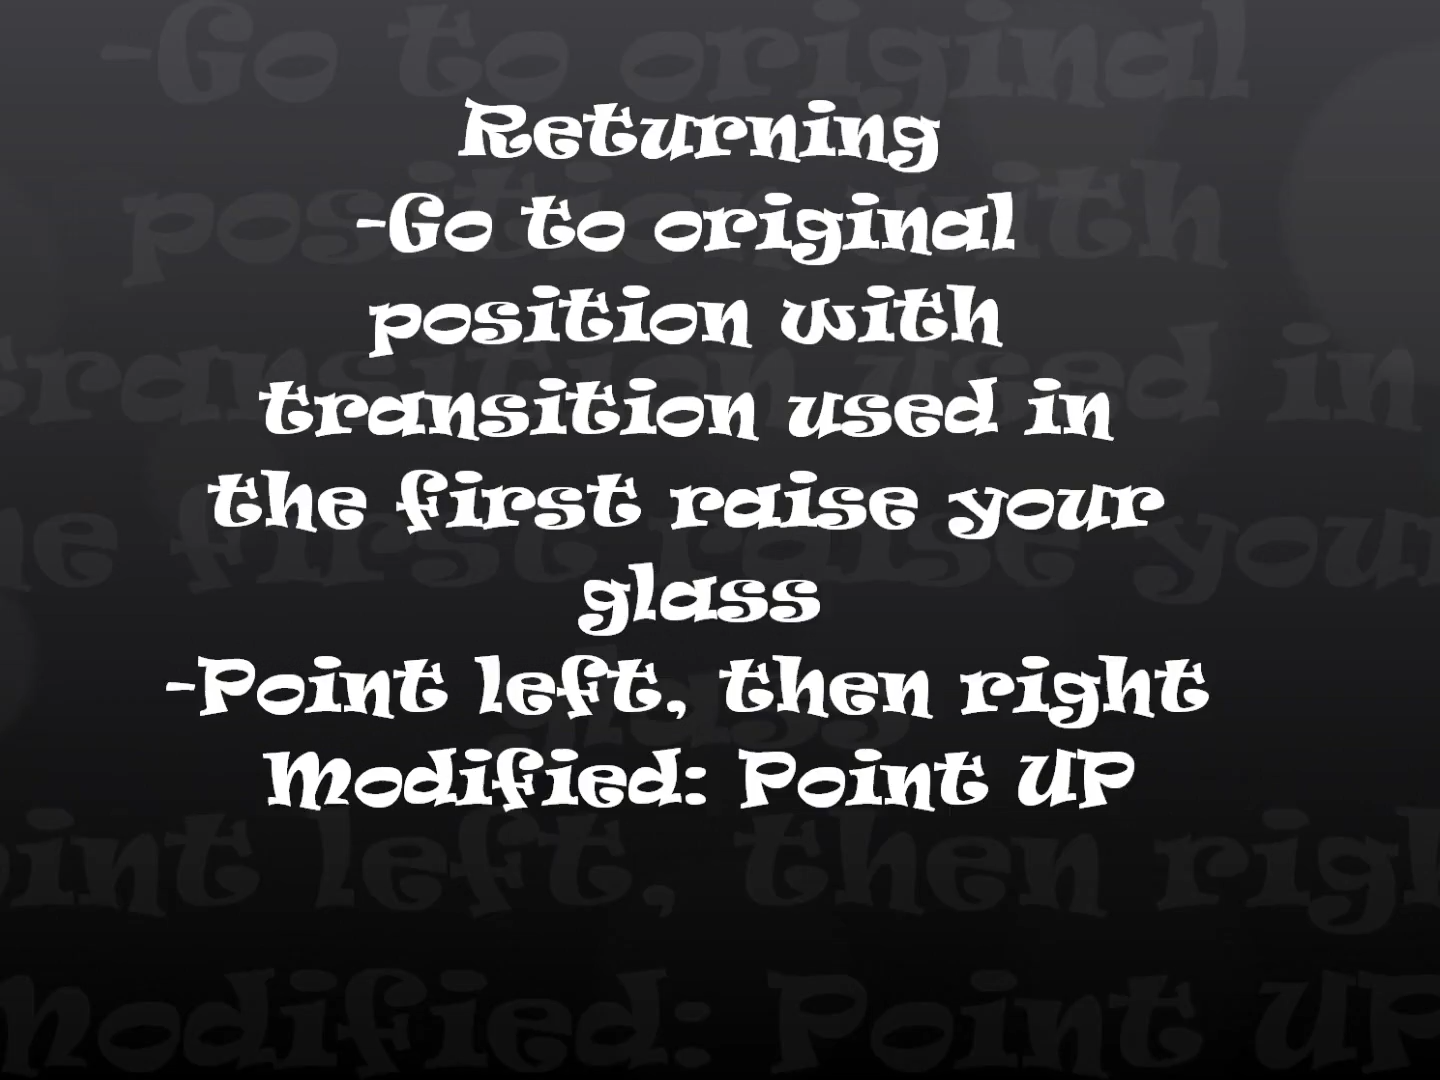 Returning
-Go to original
position with
transition used in
the first raise your
glass
-Point left, then right
Modified: Point UP